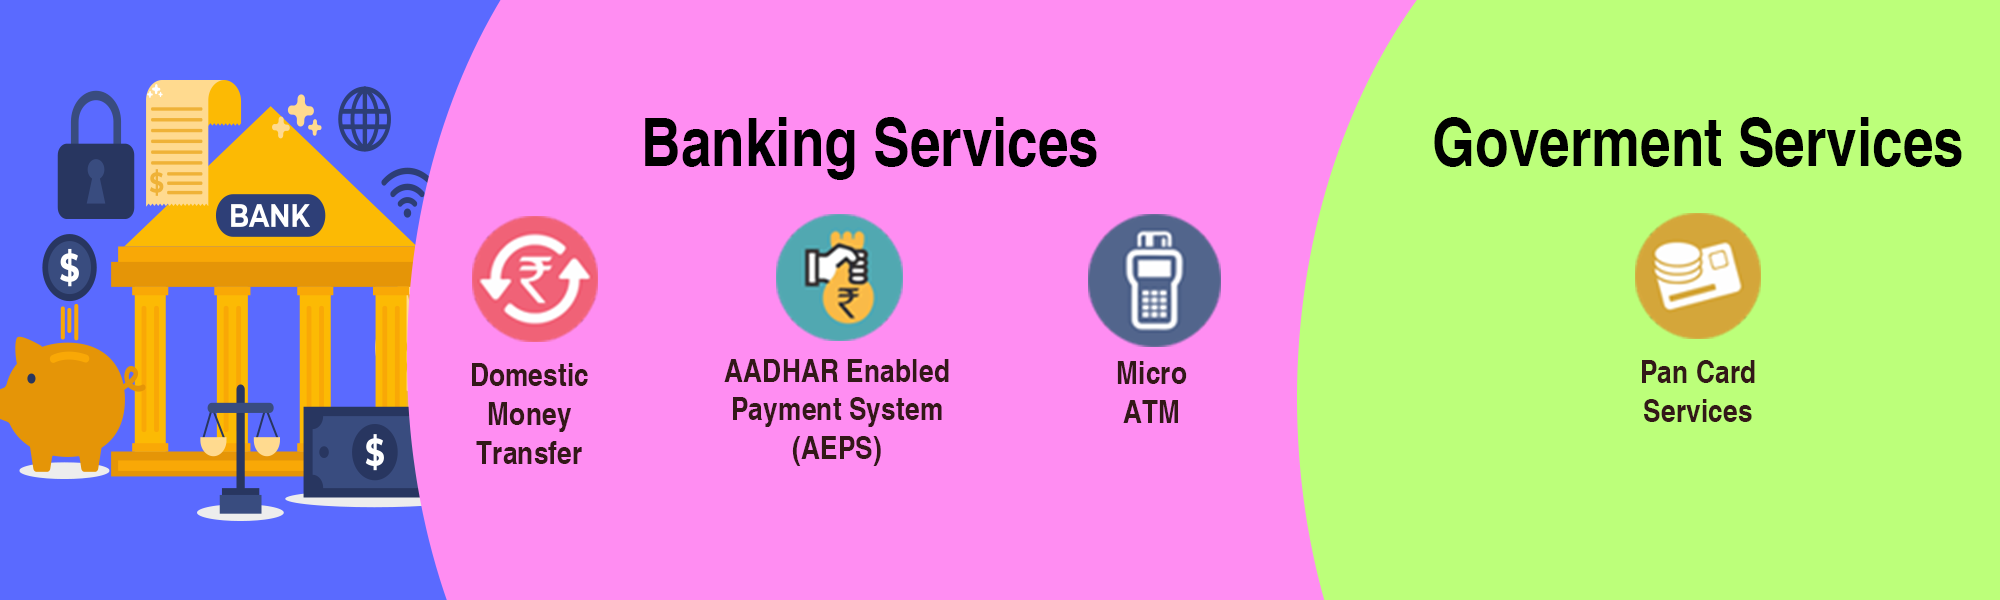 BANK
$
$
$
Banking Services
₹
Domestic
Money
Transfer
₹
AADHAR Enabled
Payment System
(AEPS)
Micro
ATM
Goverment Services
Pan Card
Services